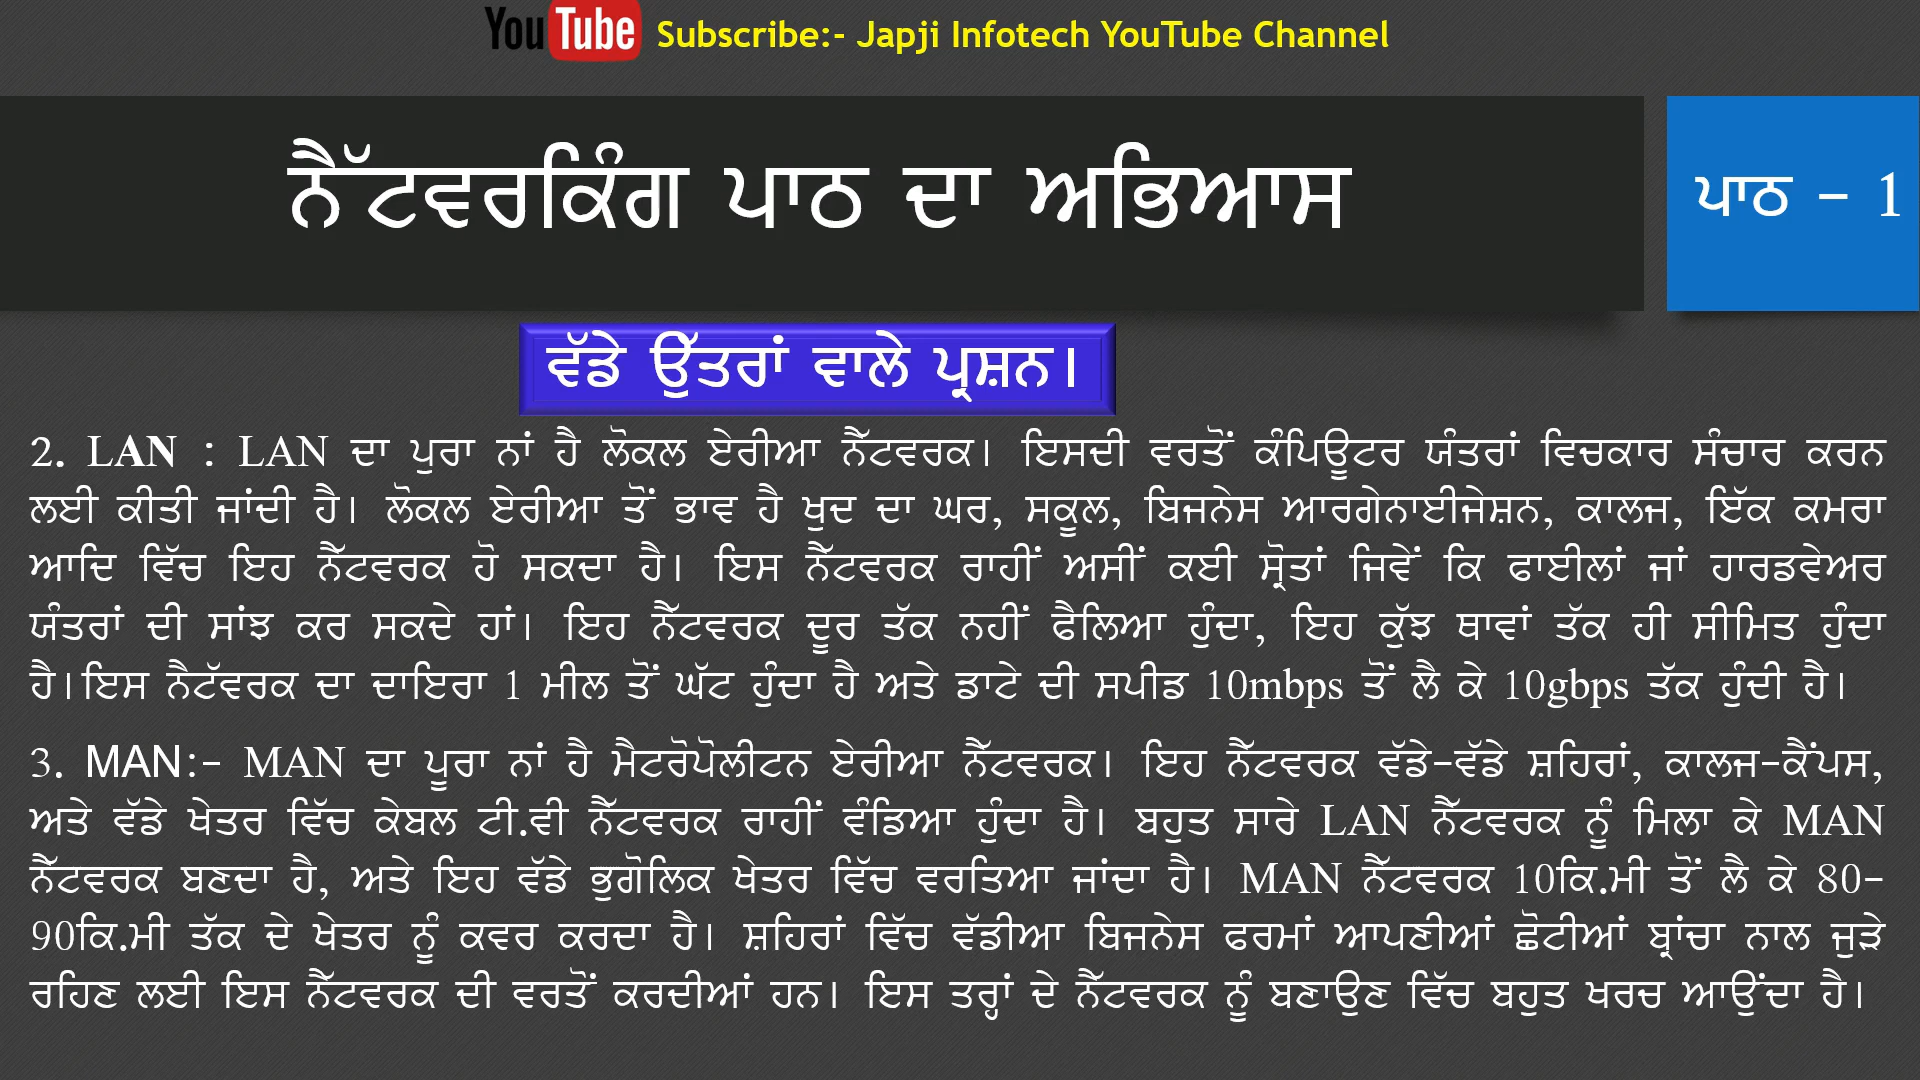 YouTube Subscribe:- Japji Infotech YouTube Channel
ਨੈੱਟਵਰਕਿੰਗ ਪਾਠ ਦਾ ਅਭਿਆਸ
ਪਾਠ - 1
ਵੱਡੇ ਉੱਤਰਾਂ ਵਾਲੇ ਪ੍ਰਸ਼ਨ।
2. LAN : LAN ਦਾ ਪੁਰਾ ਨਾਂ ਹੈ ਲੋਕਲ ਏਰੀਆ ਨੈੱਟਵਰਕ। ਇਸਦੀ ਵਰਤੋਂ ਕੰਪਿਊਟਰ ਯੰਤਰਾਂ ਵਿਚਕਾਰ ਸੰਚਾਰ ਕਰਨ
ਲਈ ਕੀਤੀ ਜਾਂਦੀ ਹੈ। ਲੋਕਲ ਏਰੀਆ ਤੋਂ ਭਾਵ ਹੈ ਖੁਦ ਦਾ ਘਰ, ਸਕੂਲ, ਬਿਜਨੇਸ ਆਰਗੇਨਾਈਜੇਸ਼ਨ, ਕਾਲਜ, ਇੱਕ ਕਮਰਾ
ਆਦਿ ਵਿੱਚ ਇਹ ਨੈੱਟਵਰਕ ਹੋ ਸਕਦਾ ਹੈ। ਇਸ ਨੈੱਟਵਰਕ ਰਾਹੀਂ ਅਸੀਂ ਕਈ ਸ੍ਰੋਤਾਂ ਜਿਵੇਂ ਕਿ ਫਾਈਲਾਂ ਜਾਂ ਹਾਰਡਵੇਅਰ
ਯੰਤਰਾਂ ਦੀ ਸਾਂਝ ਕਰ ਸਕਦੇ ਹਾਂ। ਇਹ ਨੈੱਟਵਰਕ ਦੂਰ ਤੱਕ ਨਹੀਂ ਫੈਲਿਆ ਹੁੰਦਾ, ਇਹ ਕੁੱਝ ਥਾਵਾਂ ਤੱਕ ਹੀ ਸੀਮਿਤ ਹੁੰਦਾ
ਹੈ।ਇਸ ਨੈਟੱਵਰਕ ਦਾ ਦਾਇਰਾ 1 ਮੀਲ ਤੋਂ ਘੱਟ ਹੁੰਦਾ ਹੈ ਅਤੇ ਡਾਟੇ ਦੀ ਸਪੀਡ 10mbps ਤੋਂ ਲੈ ਕੇ 10gbps ਤੱਕ ਹੁੰਦੀ ਹੈ।
3. MAN:- MAN ਦਾ ਪੂਰਾ ਨਾਂ ਹੈ ਮੈਟਰੋਪੋਲੀਟਨ ਏਰੀਆ ਨੈੱਟਵਰਕ। ਇਹ ਨੈੱਟਵਰਕ ਵੱਡੇ-ਵੱਡੇ ਸ਼ਹਿਰਾਂ, ਕਾਲਜ-ਕੈਂਪਸ,
ਅਤੇ ਵੱਡੇ ਖੇਤਰ ਵਿੱਚ ਕੇਬਲ ਟੀ.ਵੀ ਨੈੱਟਵਰਕ ਰਾਹੀਂ ਵੰਡਿਆ ਹੁੰਦਾ ਹੈ। ਬਹੁਤ ਸਾਰੇ LAN ਨੈੱਟਵਰਕ ਨੂੰ ਮਿਲਾ ਕੇ MAN
ਨੈੱਟਵਰਕ ਬਣਦਾ ਹੈ, ਅਤੇ ਇਹ ਵੱਡੇ ਭੁਗੋਲਿਕ ਖੇਤਰ ਵਿੱਚ ਵਰਤਿਆ ਜਾਂਦਾ ਹੈ। MAN ਨੈੱਟਵਰਕ 10ਕਿ.ਮੀ ਤੋਂ ਲੈ ਕੇ 80-
90ਕਿ.ਮੀ ਤੱਕ ਦੇ ਖੇਤਰ ਨੂੰ ਕਵਰ ਕਰਦਾ ਹੈ। ਸ਼ਹਿਰਾਂ ਵਿੱਚ ਵੱਡੀਆ ਬਿਜਨੇਸ ਫਰਮਾਂ ਆਪਣੀਆਂ ਛੋਟੀਆਂ ਬ੍ਰਾਂਚਾ ਨਾਲ ਜੁੜੇ
ਰਹਿਣ ਲਈ ਇਸ ਨੈੱਟਵਰਕ ਦੀ ਵਰਤੋਂ ਕਰਦੀਆਂ ਹਨ। ਇਸ ਤਰ੍ਹਾਂ ਦੇ ਨੈੱਟਵਰਕ ਨੂੰ ਬਣਾਉਣ ਵਿੱਚ ਬਹੁਤ ਖਰਚ ਆਉਂਦਾ ਹੈ।